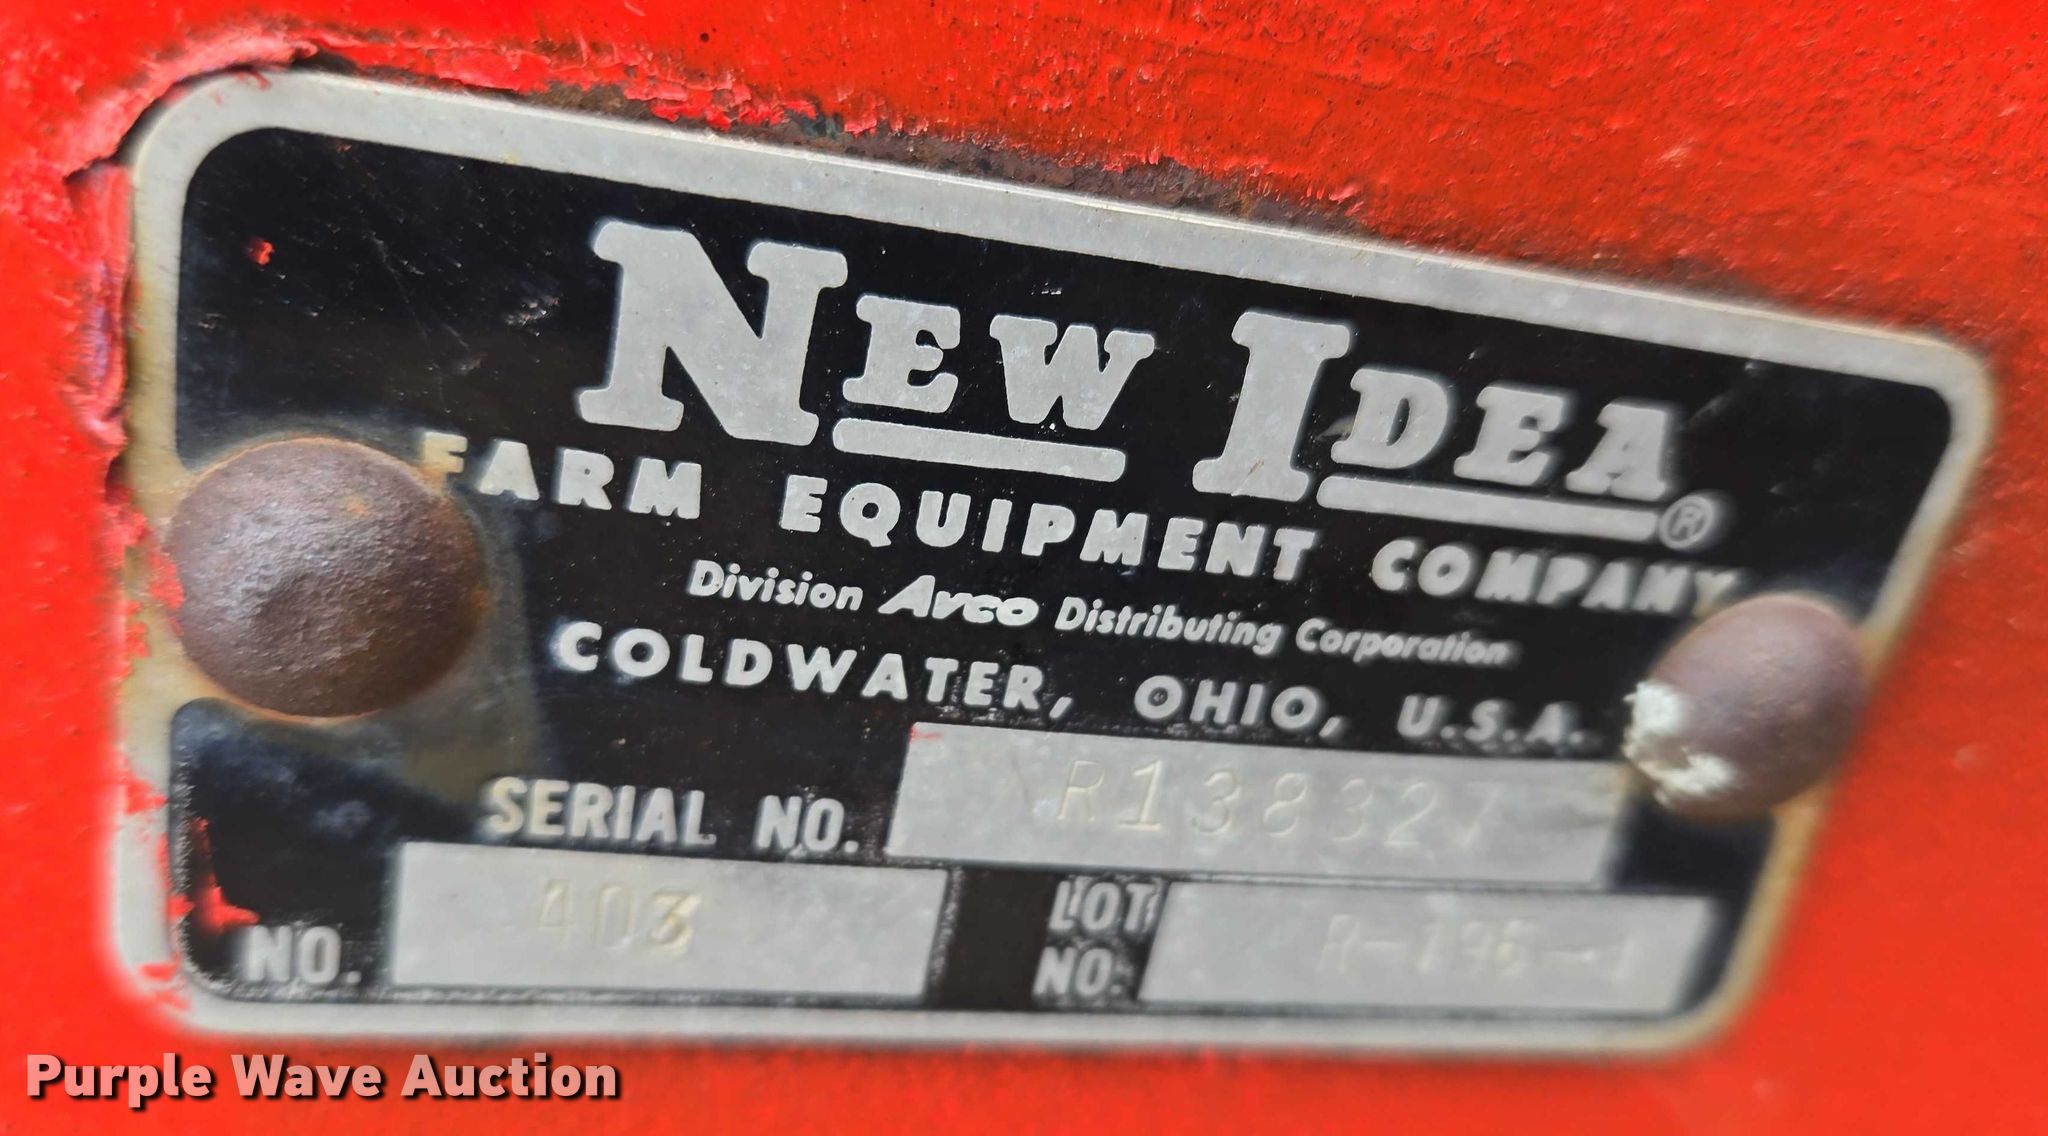 NEW IDEA®
FARM EQUIPMENT COMPANY
Division Avco Distributing Corporation
COLDWATER, OHIO, U.S.A.
SERIAL NO. R138327
NO. 403 LOT NO.
Purple Wave Auction